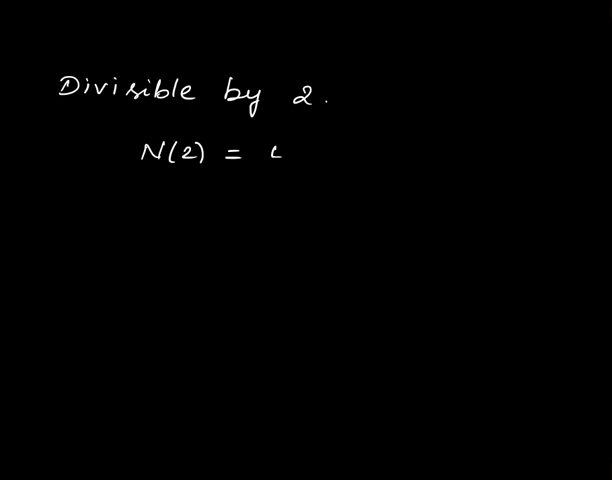 Divisible by 2.
N(2) =